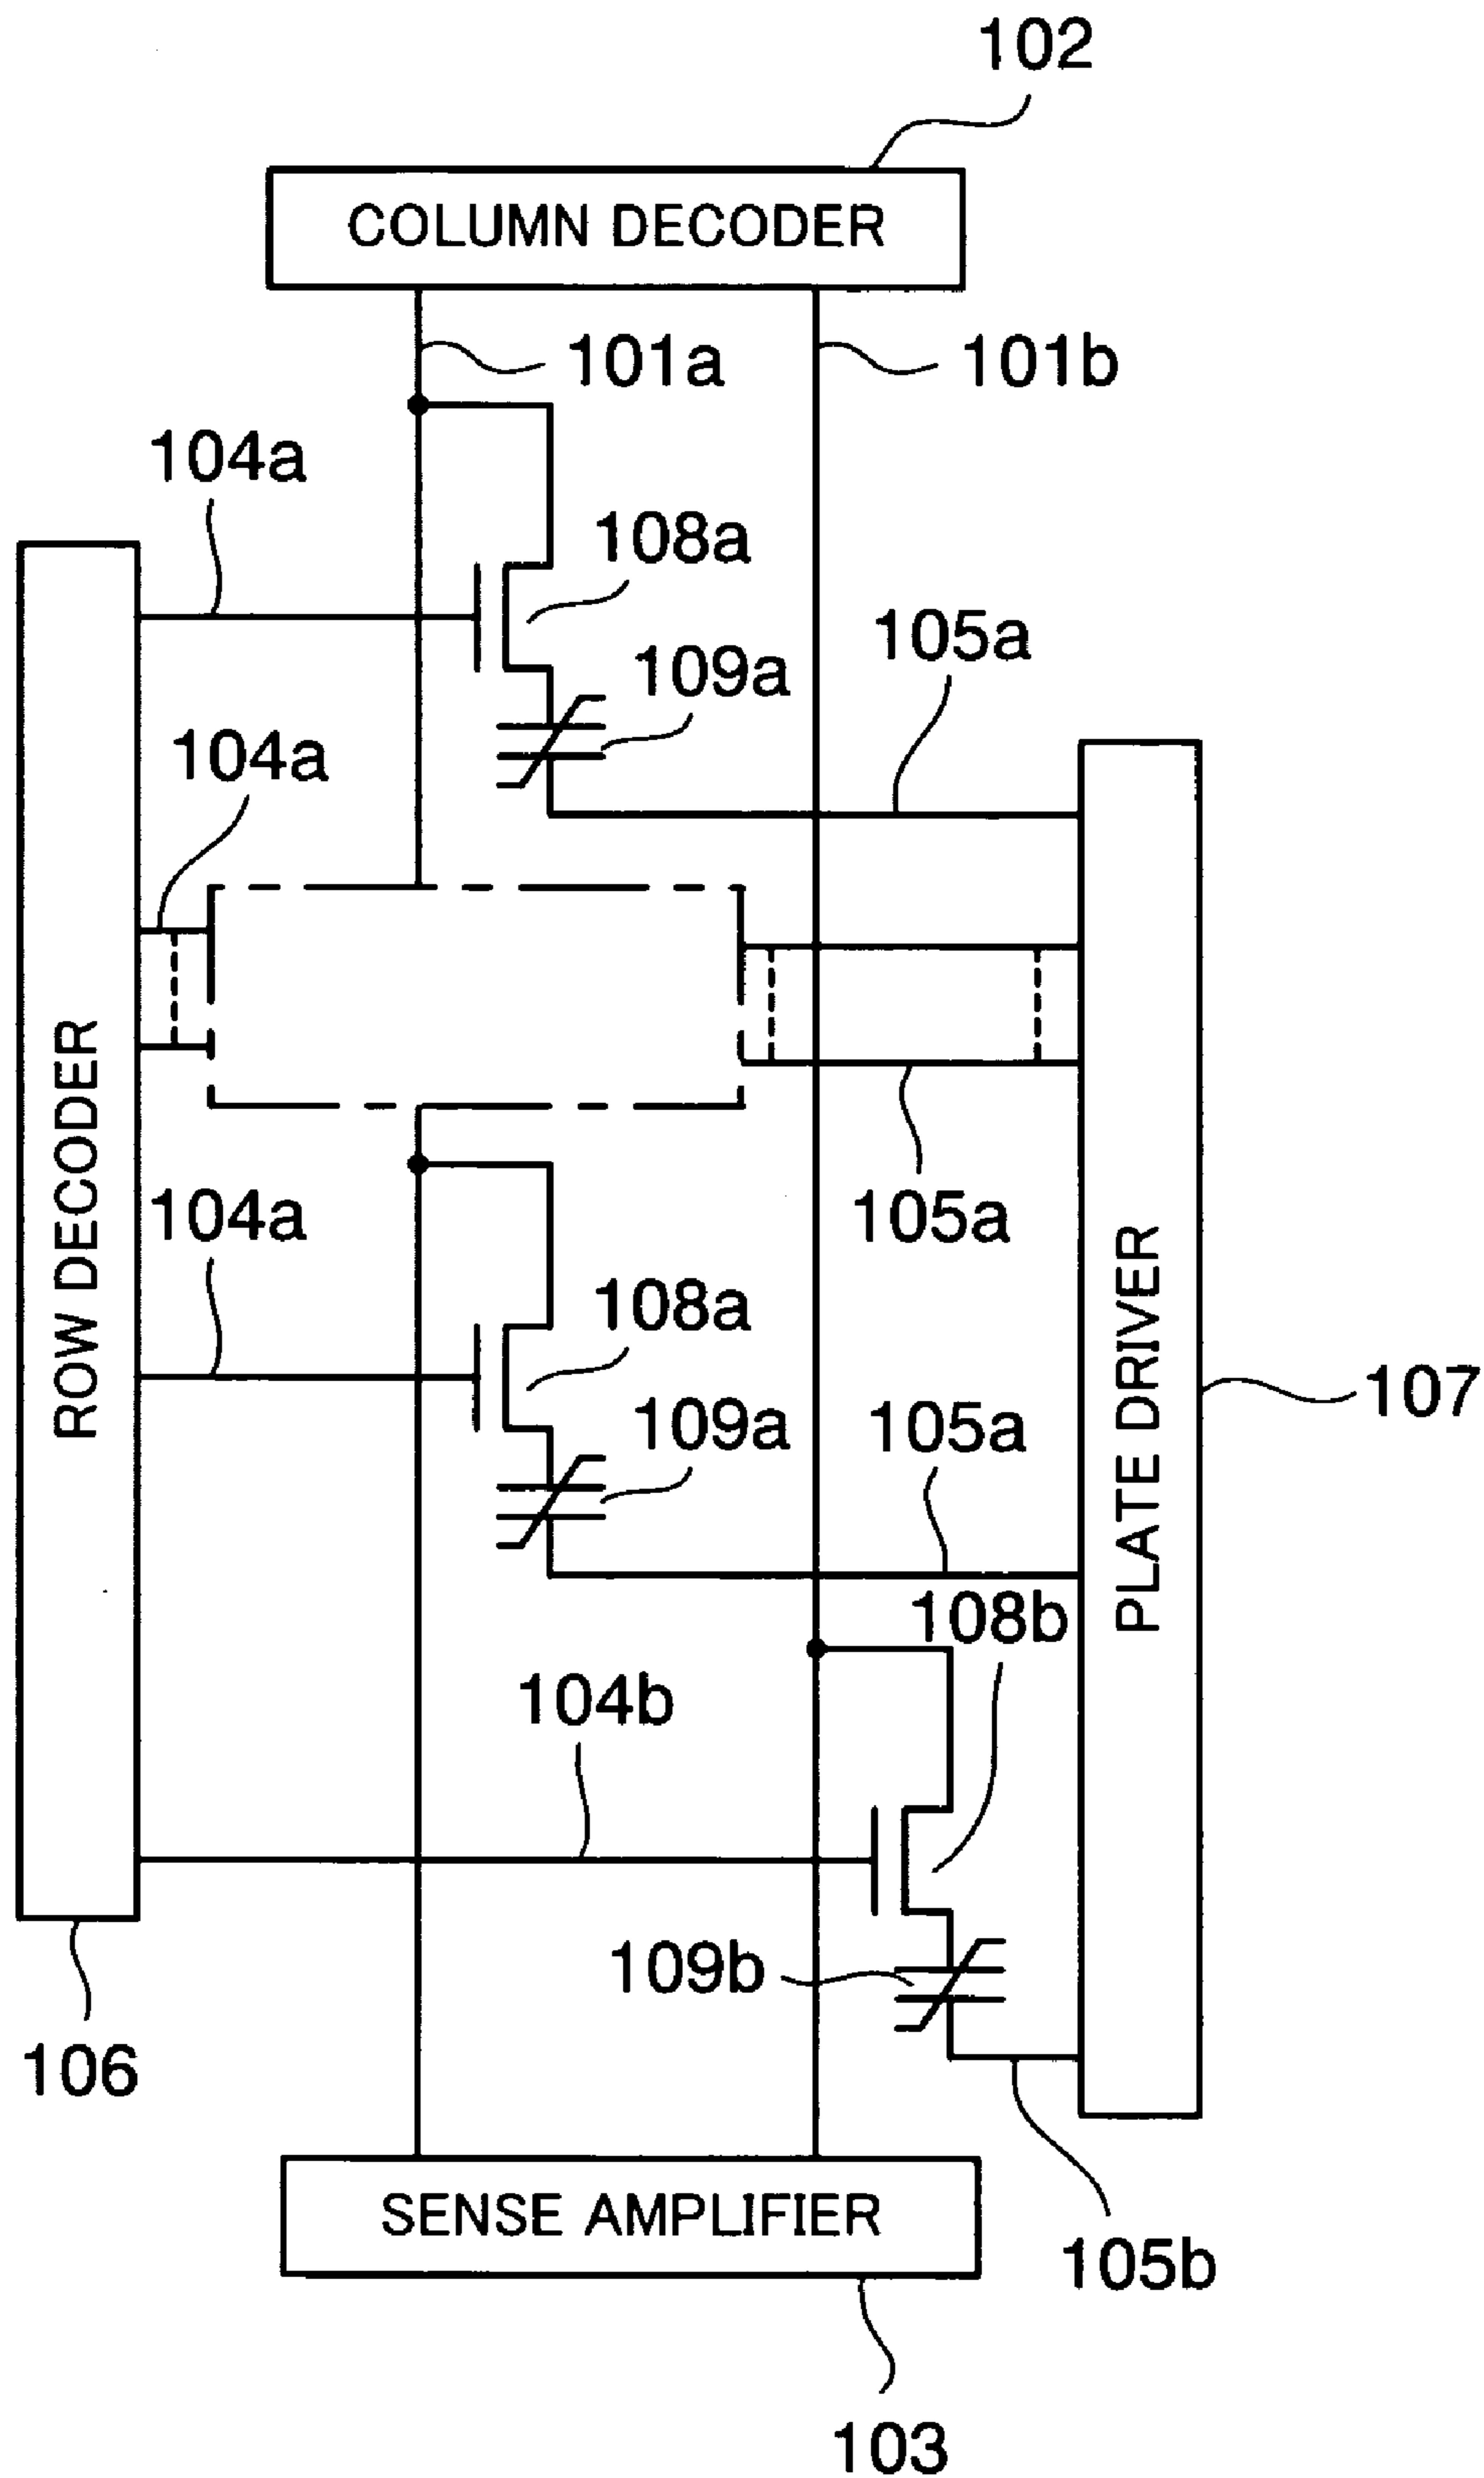 102
COLUMN DECODER
101a
101b
104a
108a
105a
109a
104a
ROW DECODER
105a
104a
108a
PLATE DRIVER
107
109a
105a
108b
104b
109b
106
SENSE AMPLIFIER
105b
103